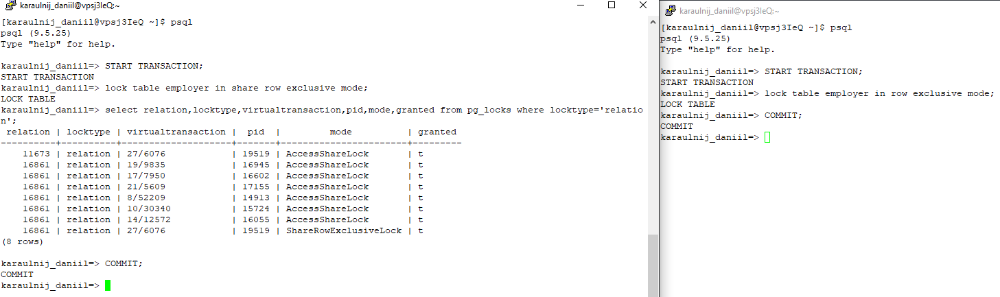 karaulnij_daniil@vpsj3IeQ:~
[karaulnij_daniil@vpsj3IeQ ~]$ psql
psql (9.5.25)
Type "help" for help.
karaulnij_daniil=> START TRANSACTION;
START TRANSACTION
karaulnij_daniil=> lock table employer in share row exclusive mode;
LOCK TABLE
karaulnij_daniil=> select relation,locktype,virtualtransaction,pid,mode,granted from pg_locks where locktype='relatio
n';
 relation | locktype | virtualtransaction |  pid  |         mode          | granted
----------+----------+--------------------+-------+-----------------------+---------
    11673 | relation | 27/6076            | 19519 | AccessShareLock       | t
    16861 | relation | 19/9835            | 16945 | AccessShareLock       | t
    16861 | relation | 17/7950            | 16602 | AccessShareLock       | t
    16861 | relation | 21/5609            | 17155 | AccessShareLock       | t
    16861 | relation | 8/52209            | 14913 | AccessShareLock       | t
    16861 | relation | 10/30340           | 15724 | AccessShareLock       | t
    16861 | relation | 14/12572           | 16055 | AccessShareLock       | t
    16861 | relation | 27/6076            | 19519 | ShareRowExclusiveLock | t
(8 rows)
karaulnij_daniil=> COMMIT;
COMMIT
karaulnij_daniil=>
karaulnij_daniil@vpsj3IeQ:~
[karaulnij_daniil@vpsj3IeQ ~]$ psql
psql (9.5.25)
Type "help" for help.
karaulnij_daniil=> START TRANSACTION;
START TRANSACTION
karaulnij_daniil=> lock table employer in row exclusive mode;
LOCK TABLE
karaulnij_daniil=> COMMIT;
COMMIT
karaulnij_daniil=>